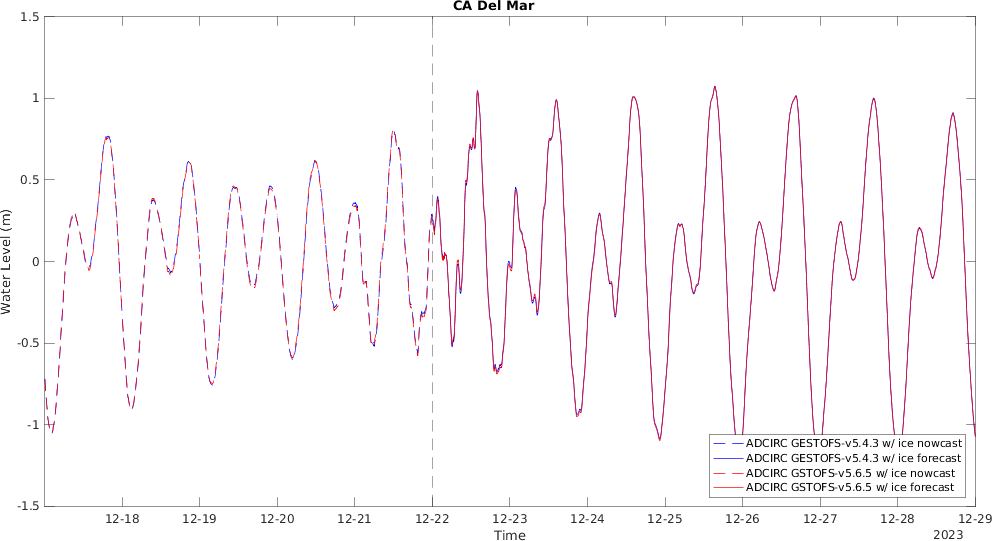 CA Del Mar
1.5
1
0.5
0
-0.5
-1
-1.5
Water Level (m)
ADCIRC GESTOFS-v5.4.3 w/ ice nowcast
ADCIRC GESTOFS-v5.4.3 w/ ice forecast
ADCIRC GSTOFS-v5.6.5 w/ ice nowcast
ADCIRC GSTOFS-v5.6.5 w/ ice forecast
12-18 12-19 12-20 12-21 12-22 12-23 12-24 12-25 12-26 12-27 12-28 12-29
Time
2023